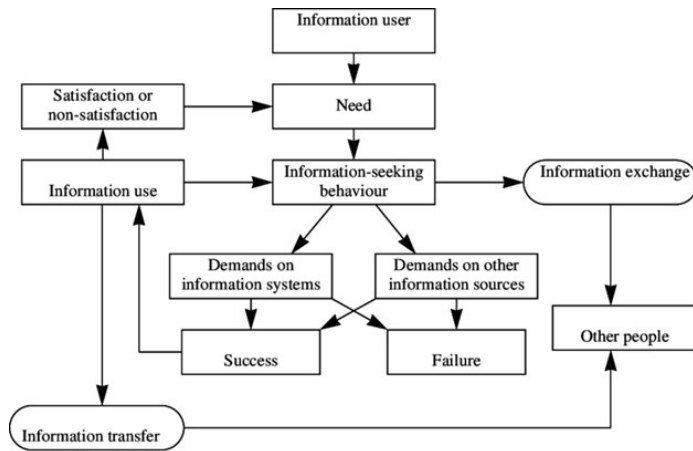 Information user
Satisfaction or
non-satisfaction
Need
Information use
Information-seeking
behaviour
Information exchange
Demands on
information systems
Demands on other
information sources
Success
Failure
Other people
Information transfer